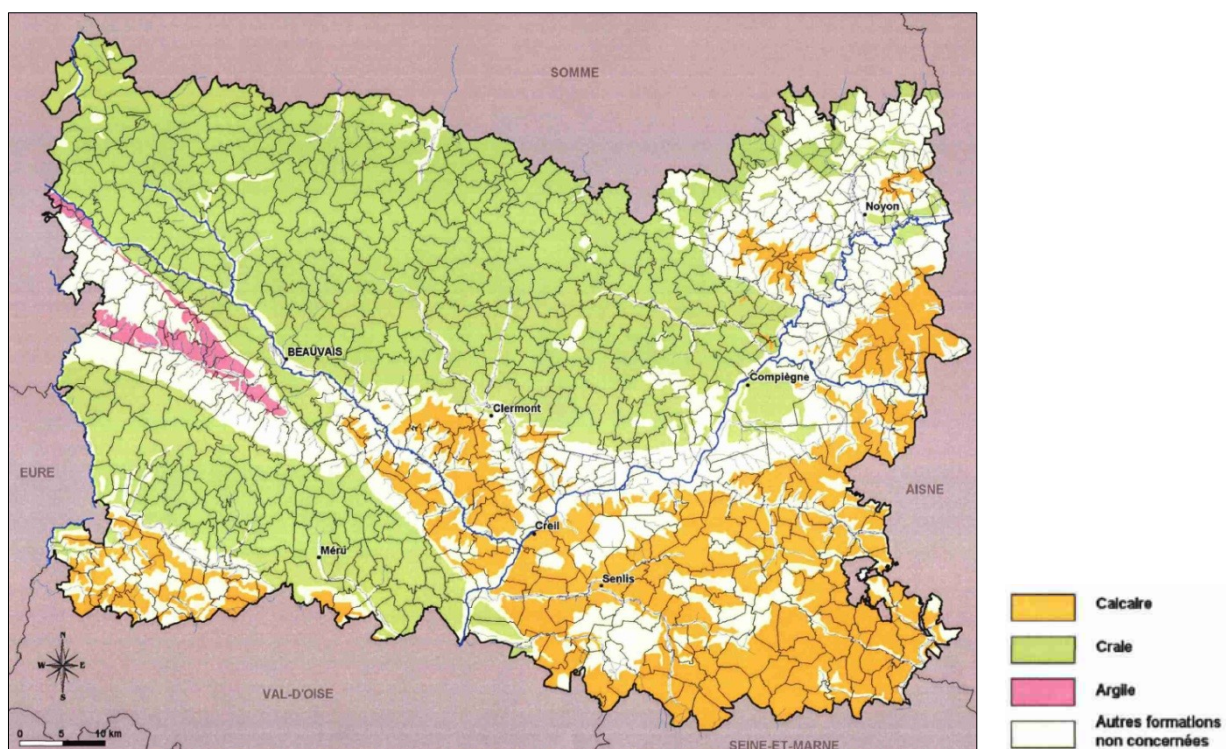 SOMME
Noyon
BEAUVAIS
Compiègne
Clermont
EURE
AISNE
Creil
Méru
Senlis
N
W E
S
VAL-D'OISE
0 5 10 km
SEINE-ET-MARNE
Calcaire
Craie
Argile
Autres formations
non concernées